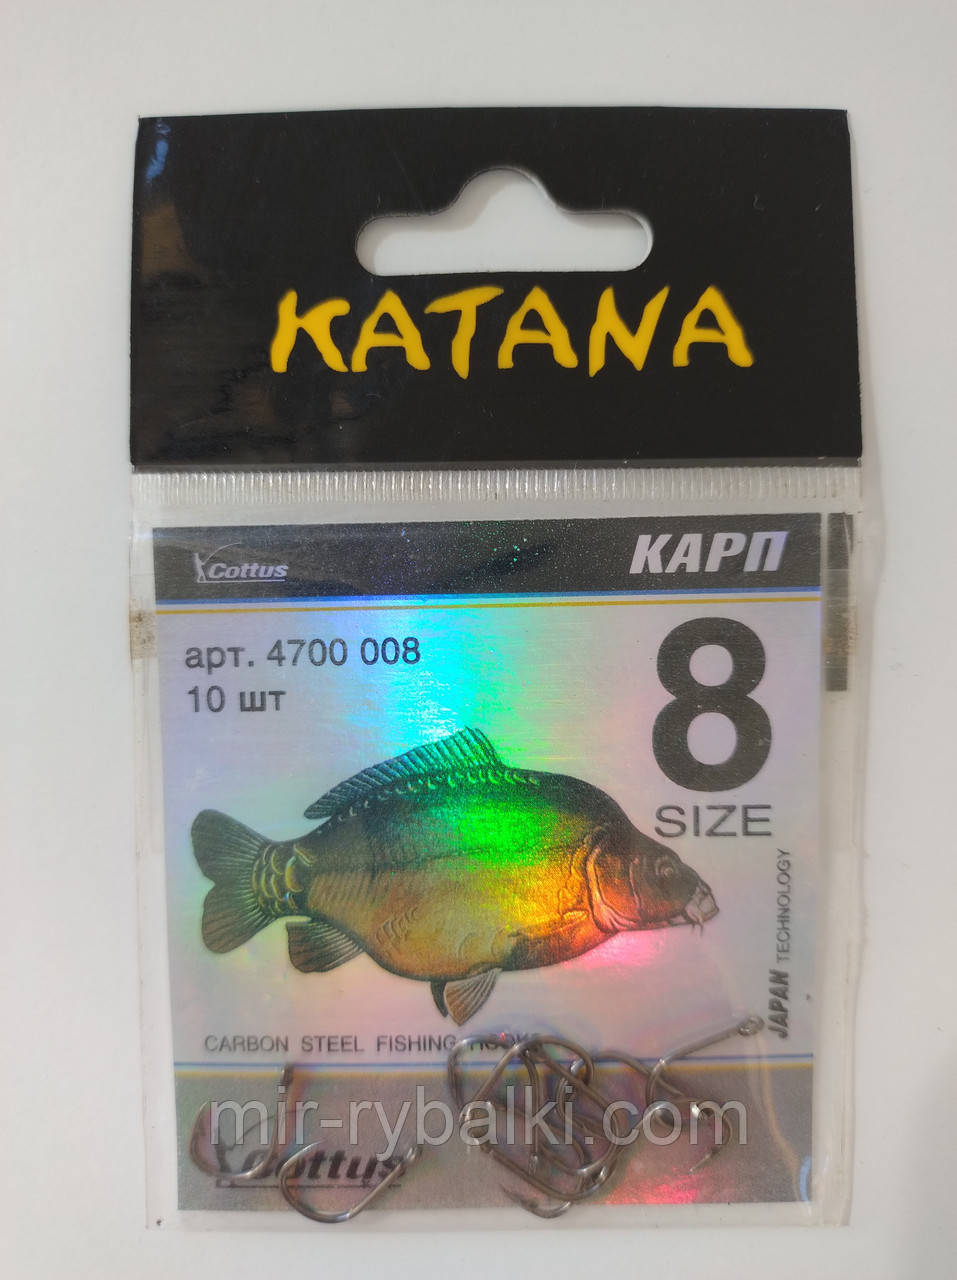 KATANA
Cottus
КАРП
арт. 4700 008
10 шт
8
SIZE
JAPAN TECHNOLOGY
CARBON STEEL FISHING HOOKS
mir-rybalki.com
Cottus